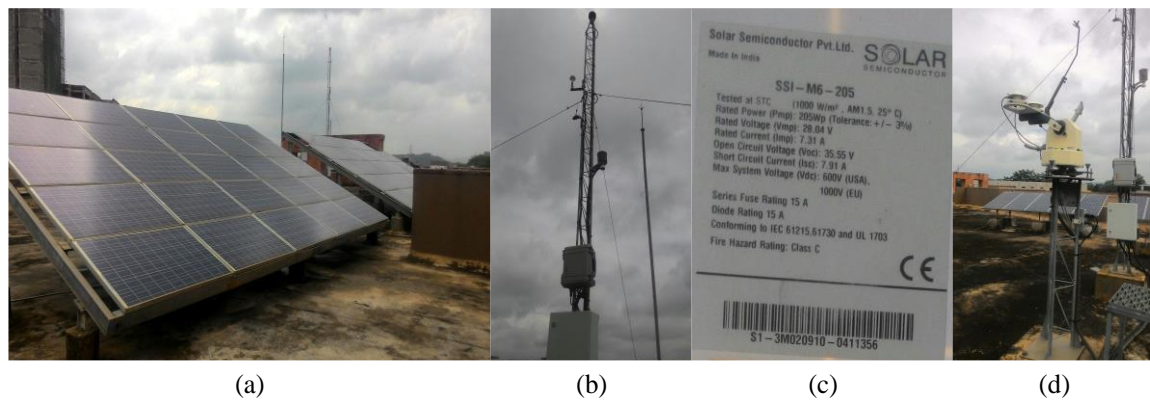 Solar Semiconductor Pvt.Ltd.
SOLAR
SEMICONDUCTOR
Made in India
SSI-M6-205
Tested at STC (1000 W/m², AM1.5, 25° C)
Rated Power (Pmp): 205Wp (Tolerance: +/- 3%)
Rated Voltage (Vmp): 28.04 V
Rated Current (Imp): 7.31 A
Open Circuit Voltage (Voc): 35.55 V
Short Circuit Current (Isc): 7.91 A
Max System Voltage (Vsc): 600V (USA),
1000V (EU)
Series Fuse Rating 15 A
Diode Rating 15 A
Conforming to IEC 61215,61730 and UL 1703
Fire Hazard Rating: Class C
CE
S1-3M020910-0411356
(a) (b) (c) (d)